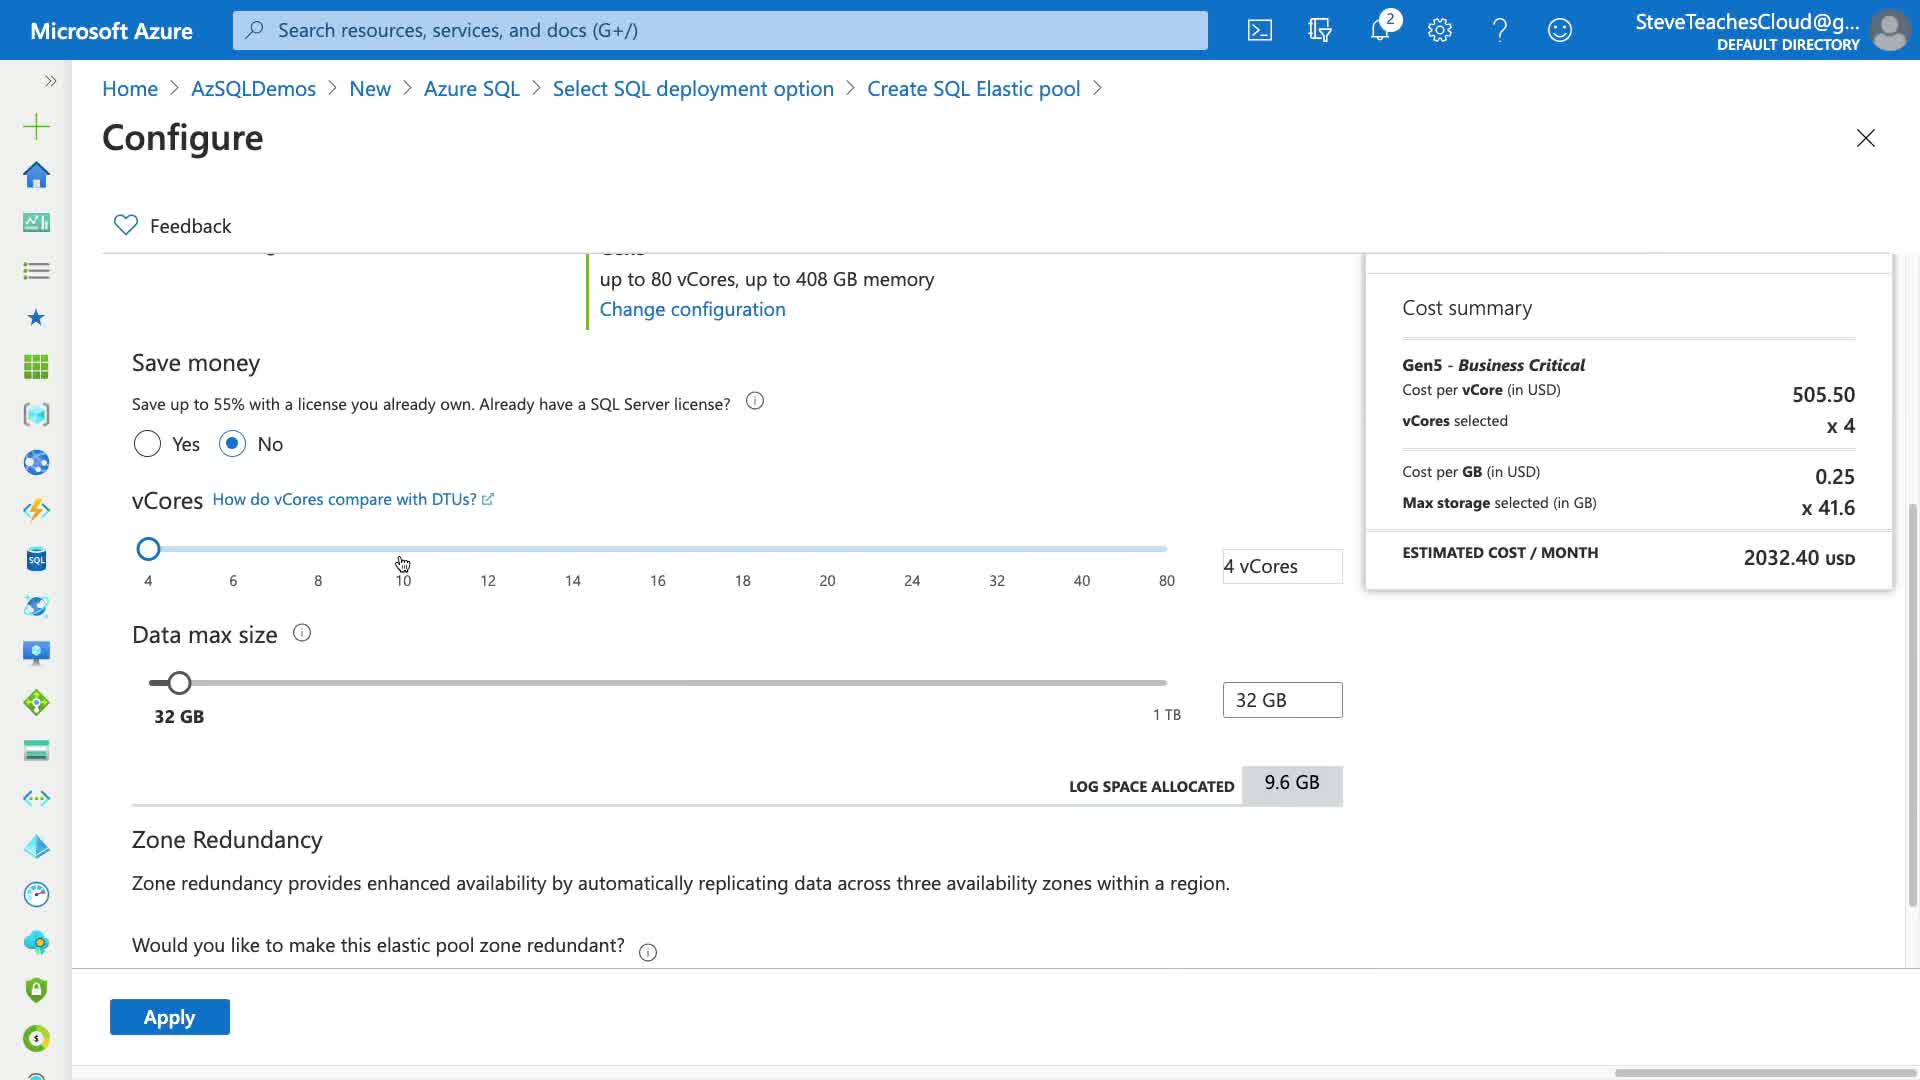 Microsoft Azure
Search resources, services, and docs (G+/)
2
SteveTeachesCloud@g...
DEFAULT DIRECTORY
Home > AzSQLDemos > New > Azure SQL > Select SQL deployment option > Create SQL Elastic pool >
Configure
Feedback
up to 80 vCores, up to 408 GB memory
Change configuration
Save money
Save up to 55% with a license you already own. Already have a SQL Server license?
Yes No
vCores How do vCores compare with DTUs?
4 6 8 10 12 14 16 18 20 24 32 40 80
4 vCores
Data max size
32 GB
1 TB
32 GB
LOG SPACE ALLOCATED 9.6 GB
Zone Redundancy
Zone redundancy provides enhanced availability by automatically replicating data across three availability zones within a region.
Would you like to make this elastic pool zone redundant?
Cost summary
Gen5 - Business Critical
Cost per vCore (in USD) 505.50
vCores selected x 4
Cost per GB (in USD) 0.25
Max storage selected (in GB) x 41.6
ESTIMATED COST / MONTH 2032.40 USD
Apply
SQL